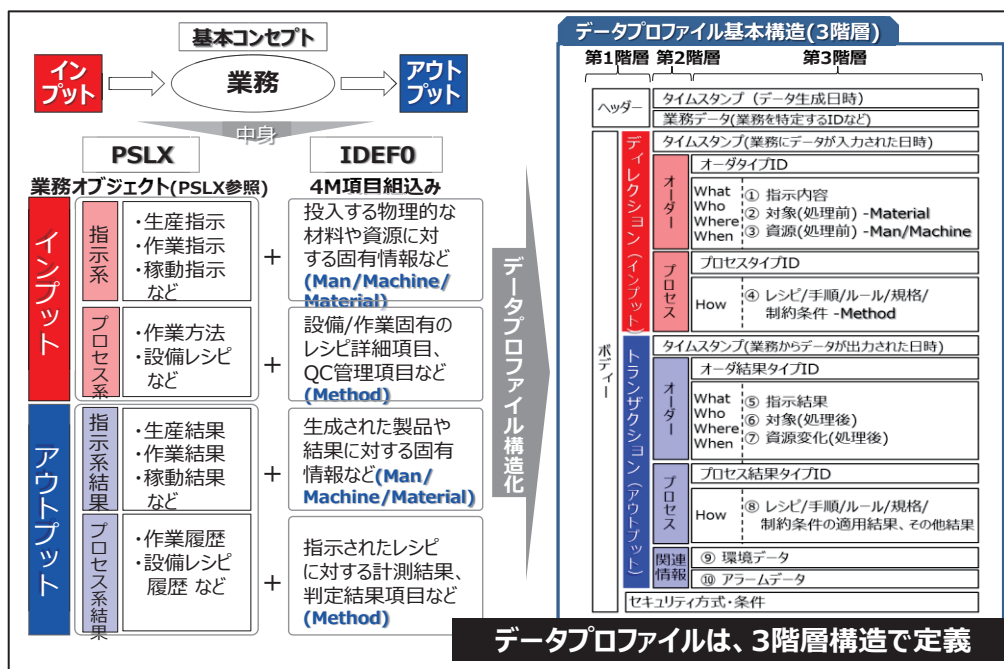 基本コンセプト
イン
プット
業務
アウト
プット
中身
PSLX
業務オブジェクト(PSLX参照)
IDEF0
4M項目組込み
インプット
指示系
・生産指示
・作業指示
・稼動指示
など
+
投入する物理的な
材料や資源に対
する固有情報など
(Man/Machine/
Material)
プロセス系
・作業方法
・設備レシピ
など
+
設備/作業固有の
レシピ詳細項目、
QC管理項目など
(Method)
アウトプット
指示系結果
・生産結果
・作業結果
・稼動結果
など
+
生成された製品や
結果に対する固有
情報など(Man/
Machine/Material)
プロセス系結果
・作業履歴
・設備レシピ
履歴 など
+
指示されたレシピ
に対する計測結果、
判定結果項目など
(Method)
データプロファイル構造化
データプロファイル基本構造(3階層)
第1階層
第2階層
第3階層
ヘッダー
タイムスタンプ（データ生成日時）
業務データ(業務を特定するIDなど)
ボディー
ディレクション(インプット)
タイムスタンプ(業務にデータが入力された日時)
オーダー
オーダタイプID
What
Who
Where
When
① 指示内容
② 対象(処理前) -Material
③ 資源(処理前) -Man/Machine
プロセス
プロセスタイプID
How
④ レシピ/手順/ルール/規格/
制約条件 -Method
トランザクション(アウトプット)
タイムスタンプ(業務からデータが出力された日時)
オーダー
オーダ結果タイプID
What
Who
Where
When
⑤ 指示結果
⑥ 対象(処理後)
⑦ 資源変化(処理後)
プロセス
プロセス結果タイプID
How
⑧ レシピ/手順/ルール/規格/
制約条件の適用結果、その他結果
関連
情報
⑨ 環境データ
⑩ アラームデータ
セキュリティ方式・条件
データプロファイルは、3階層構造で定義